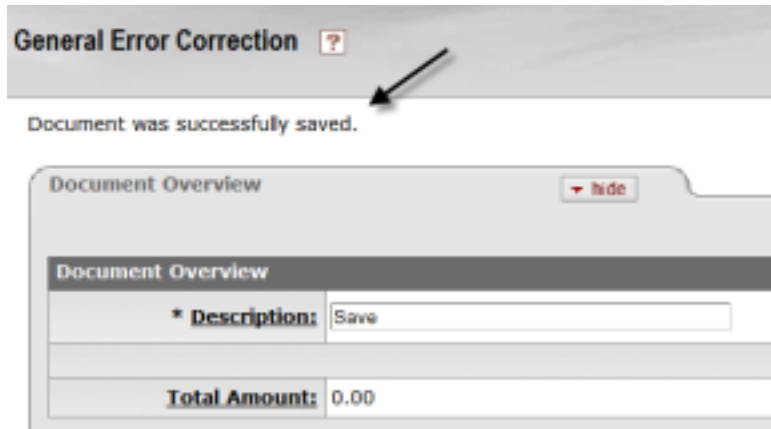 General Error Correction ?
Document was successfully saved.
Document Overview hide
Document Overview
* Description: Save
Total Amount: 0.00